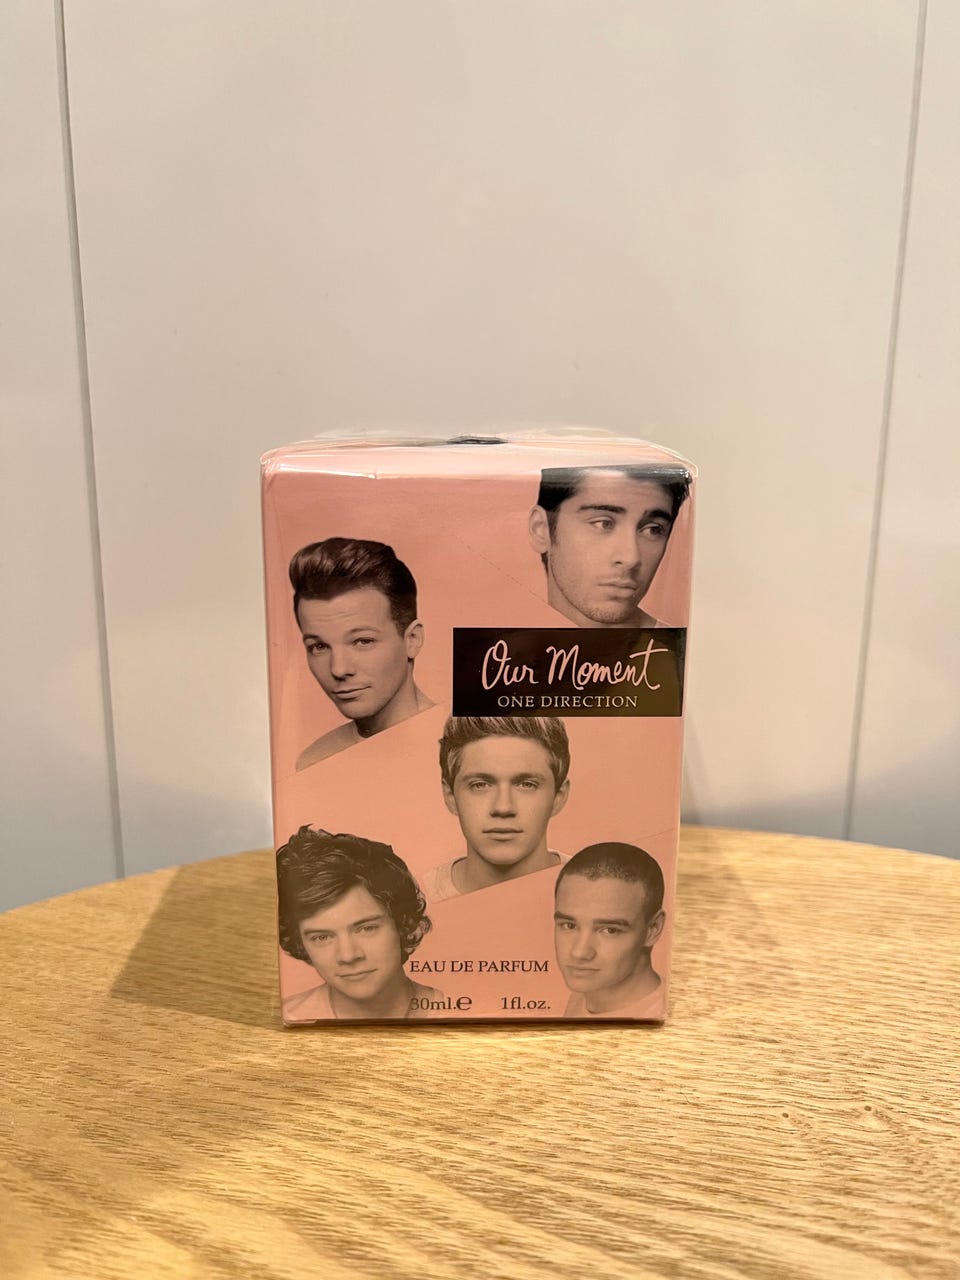 Our Moment
ONE DIRECTION
EAU DE PARFUM
30ml.e 1fl.oz.